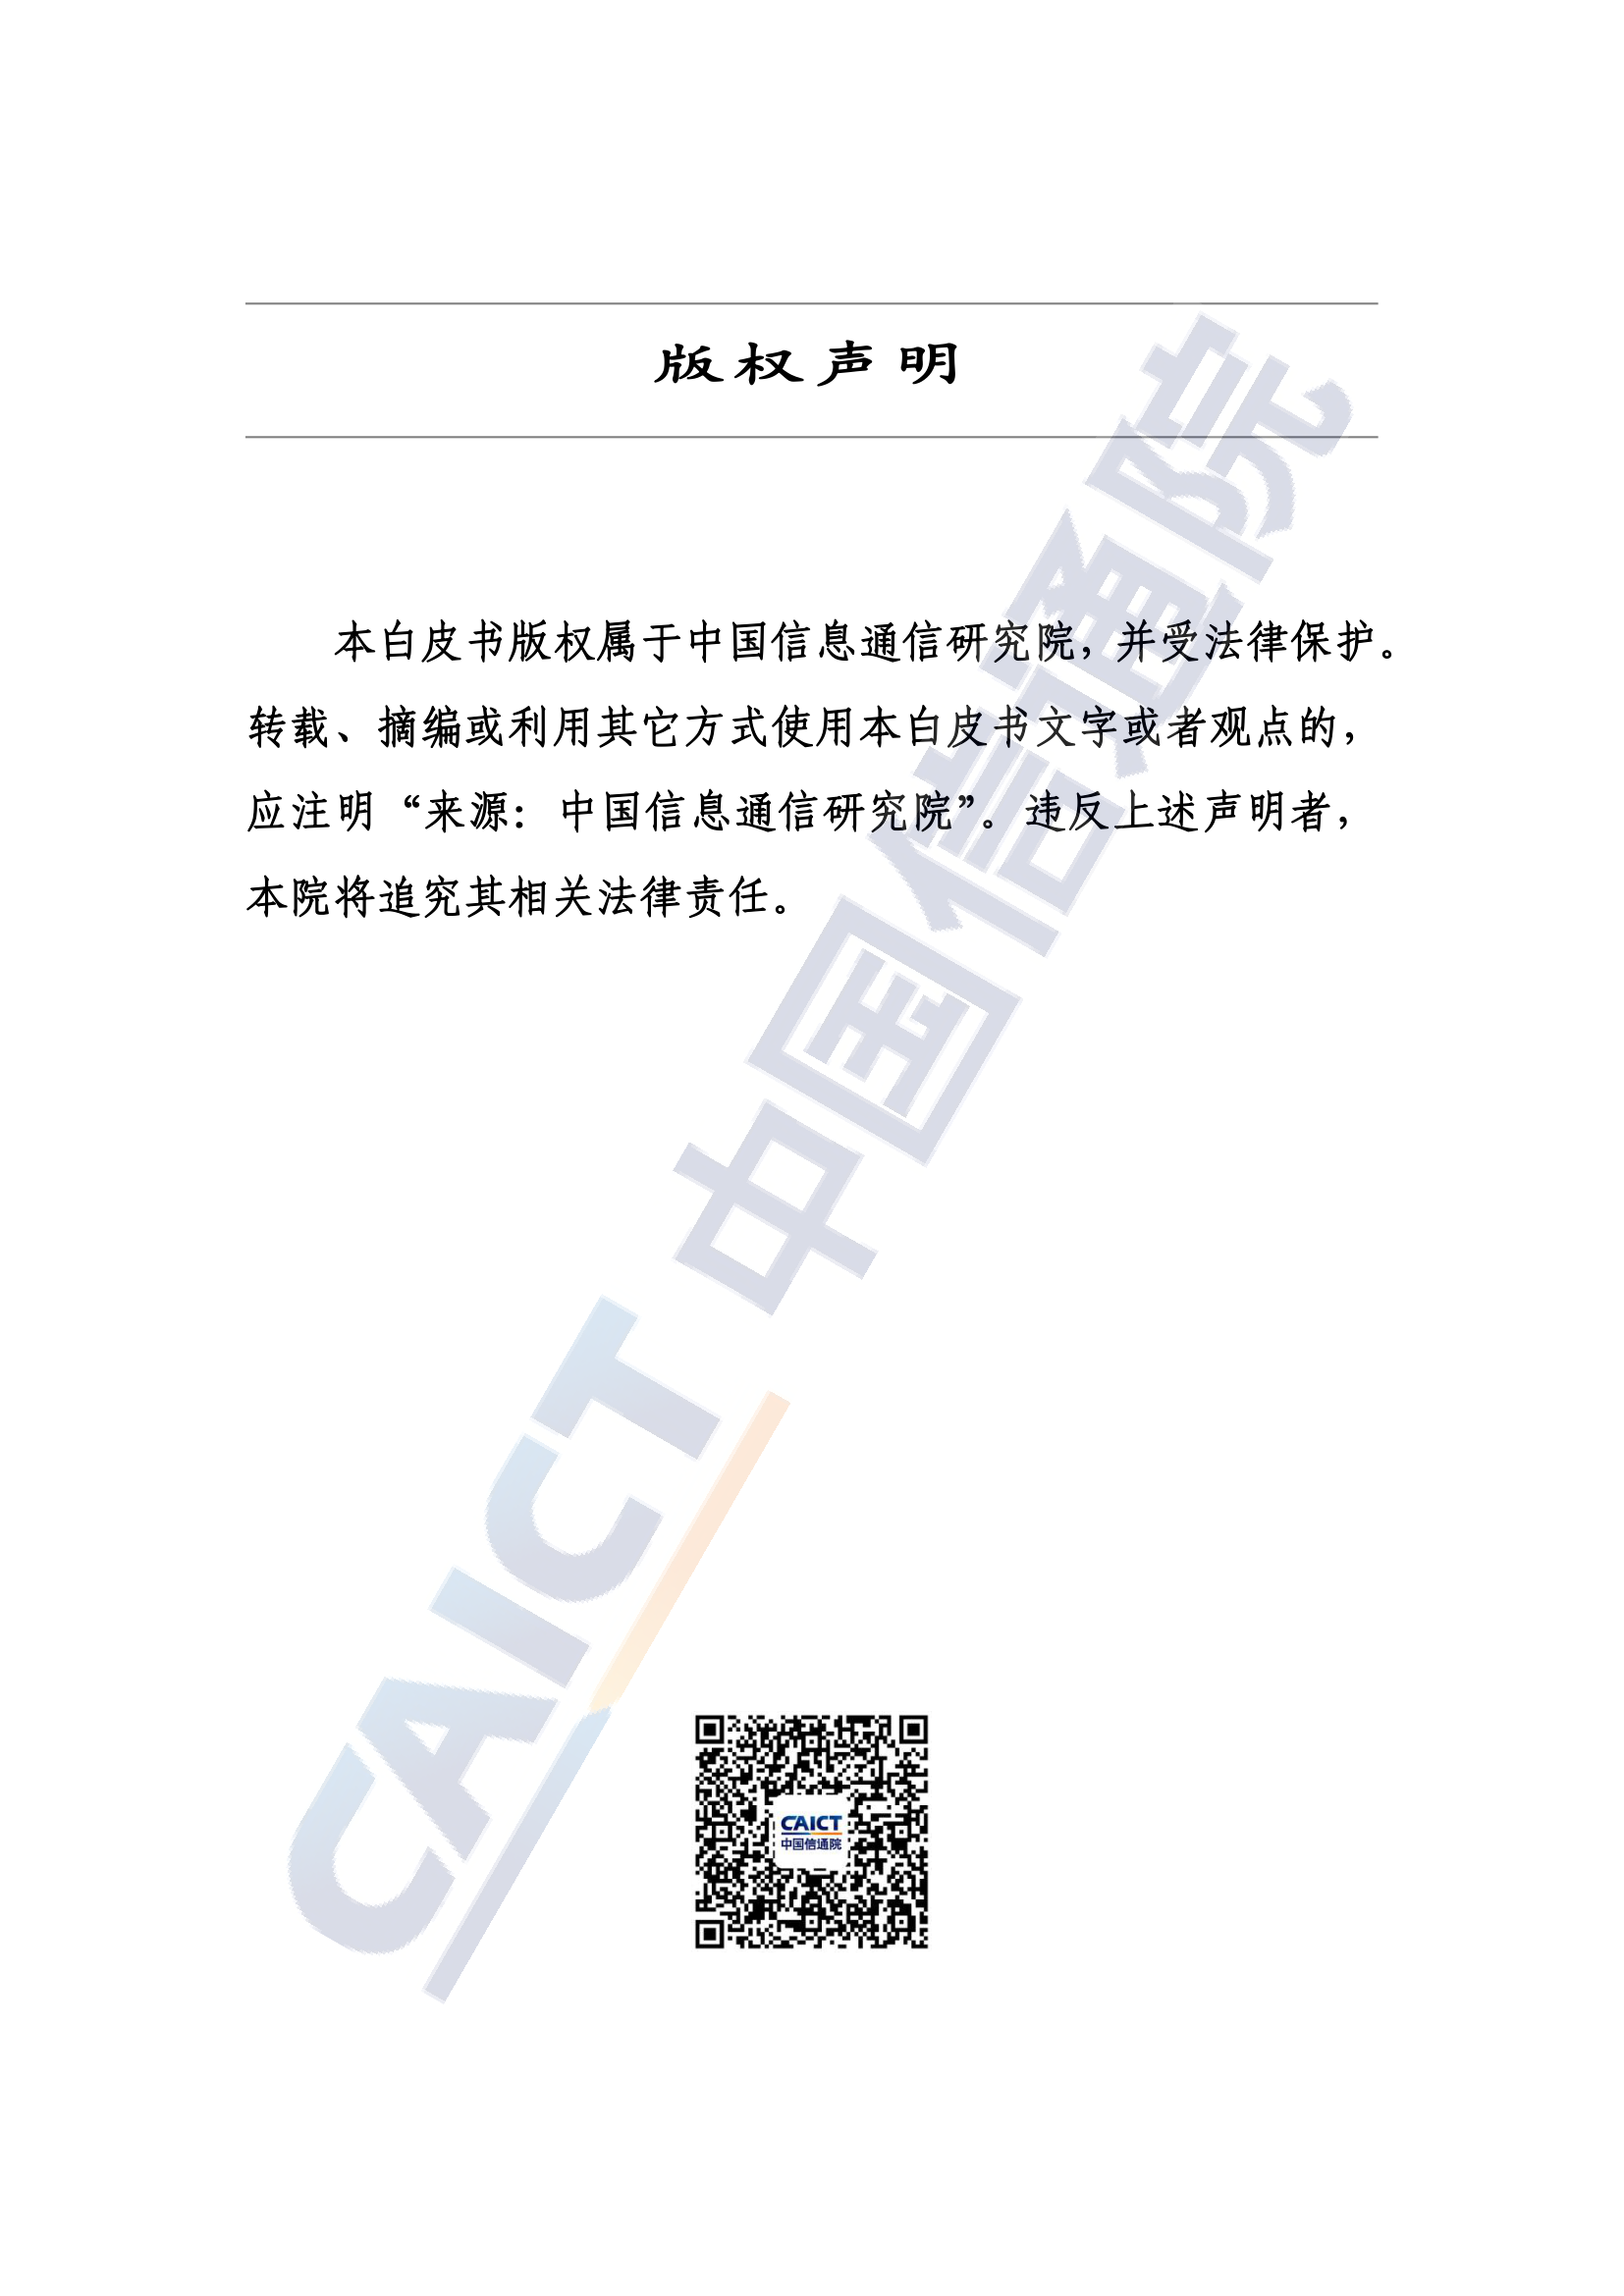 版权声明
本白皮书版权属于中国信息通信研究院，并受法律保护。
转载、摘编或利用其它方式使用本白皮书文字或者观点的，
应注明“来源：中国信息通信研究院”。违反上述声明者，
本院将追究其相关法律责任。
CAICT 中国信通院
CAICT
中国信通院